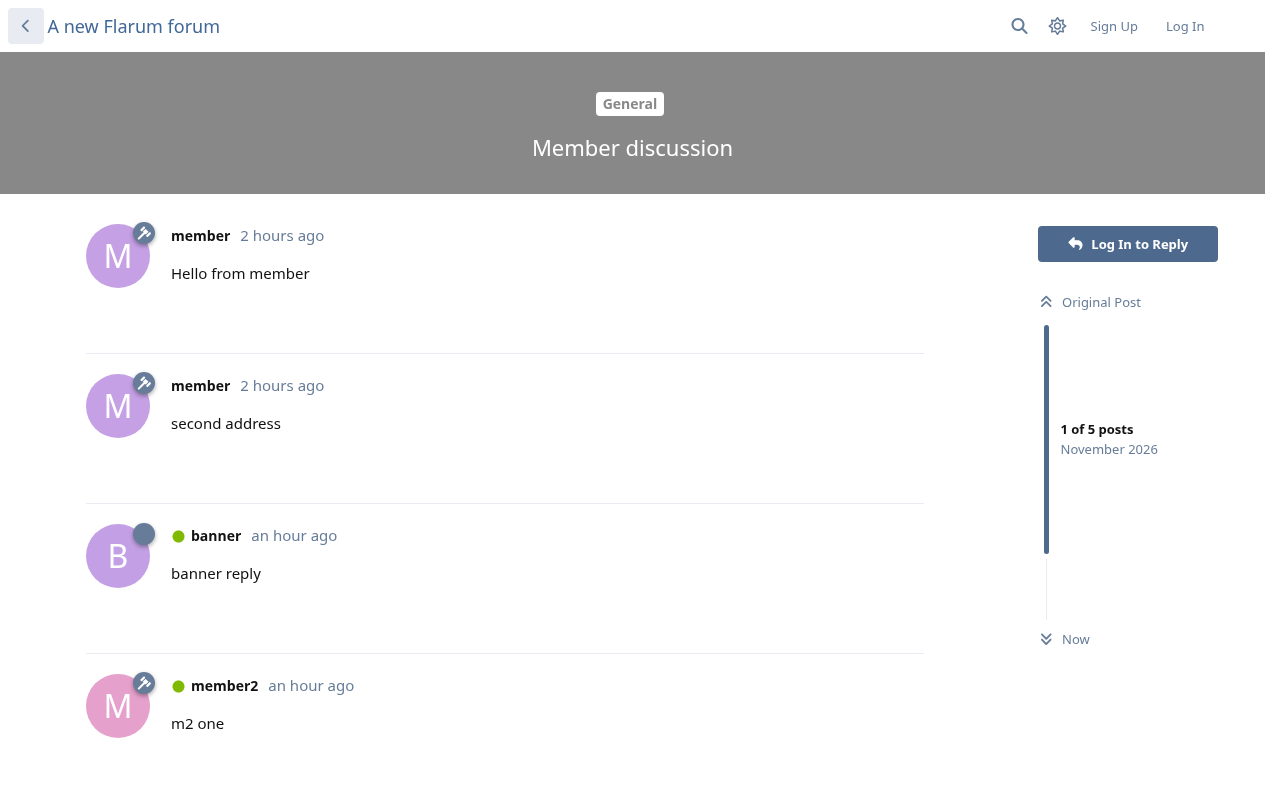 A new Flarum forum
Sign Up
Log In
General
Member discussion
M
member 2 hours ago
Hello from member
M
member 2 hours ago
second address
B
banner an hour ago
banner reply
M
member2 an hour ago
m2 one
Log In to Reply
Original Post
1 of 5 posts
November 2026
Now